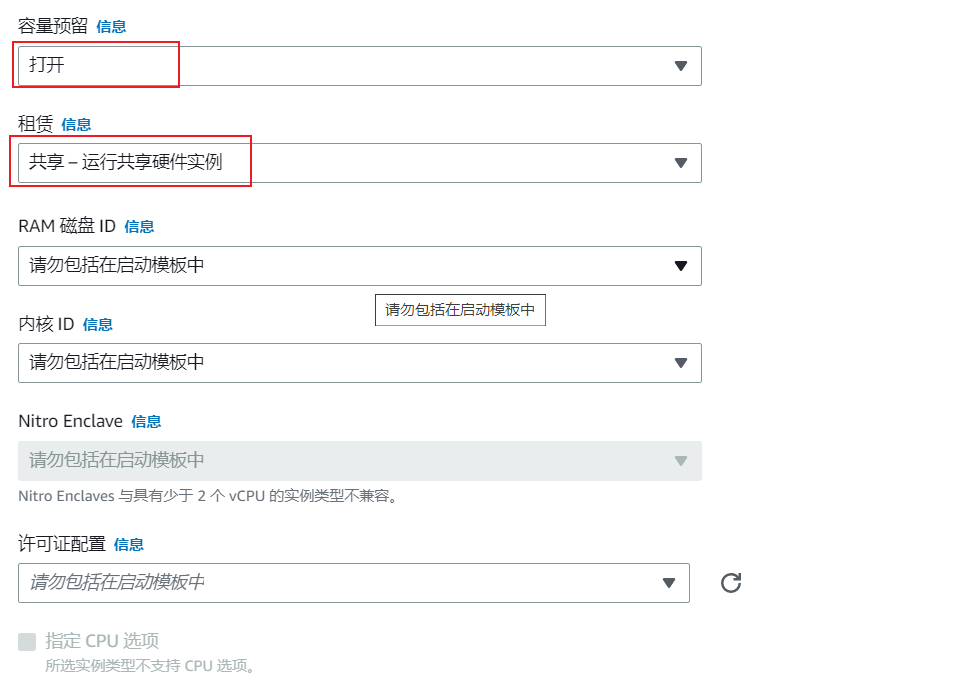 容量预留 信息
打开
租赁 信息
共享 – 运行共享硬件实例
RAM 磁盘 ID 信息
请勿包括在启动模板中
请勿包括在启动模板中
内核 ID 信息
请勿包括在启动模板中
Nitro Enclave 信息
请勿包括在启动模板中
Nitro Enclaves 与具有少于 2 个 vCPU 的实例类型不兼容。
许可证配置 信息
请勿包括在启动模板中
指定 CPU 选项
所选实例类型不支持 CPU 选项。